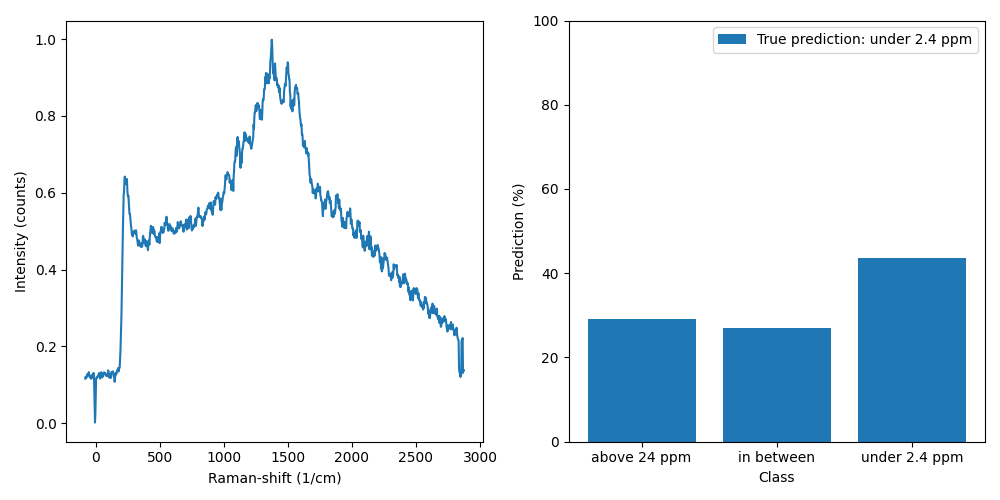 1.0
0.8
0.6
0.4
0.2
0.0
Intensity (counts)
0 500 1000 1500 2000 2500 3000
Raman-shift (1/cm)
100
80
60
40
20
0
Prediction (%)
True prediction: under 2.4 ppm
above 24 ppm in between under 2.4 ppm
Class